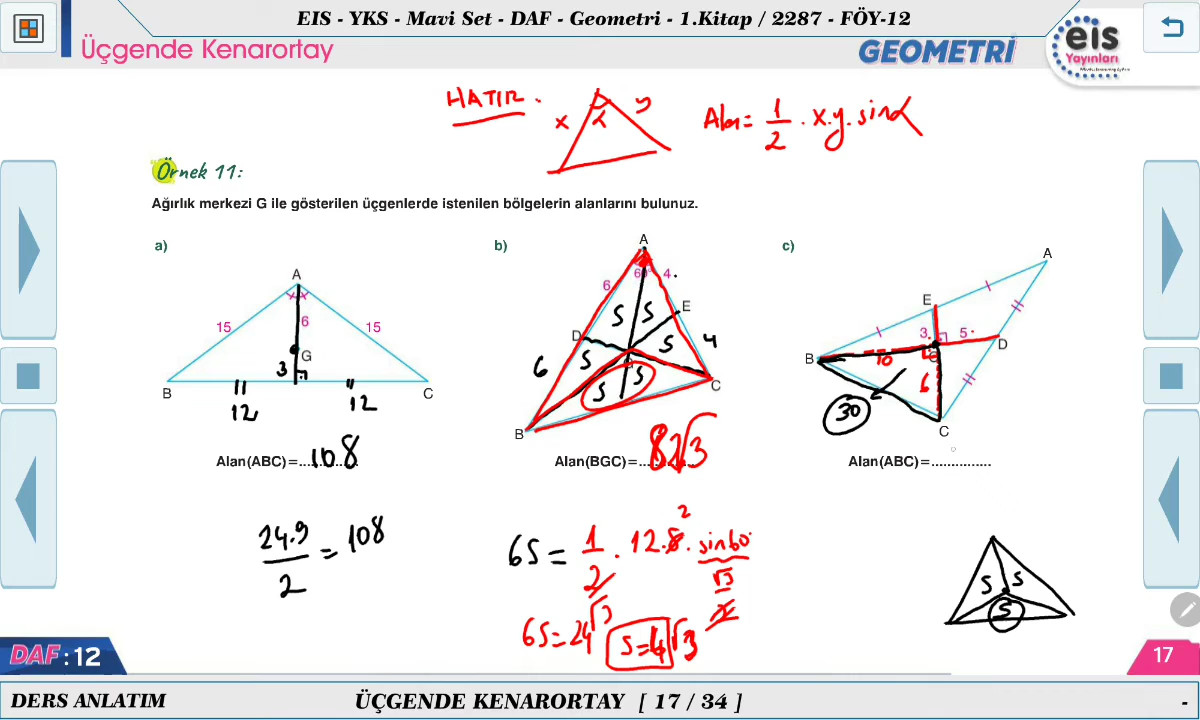 EIS - YKS - Mavi Set - DAF - Geometri - 1.Kitap / 2287 - FÖY-12
Üçgende Kenarortay
GEOMETRİ
eis
Yayınları
HATIR.
x
α
y
Alan = 1/2 . x.y.sinα
Örnek 11:
Ağırlık merkezi G ile gösterilen üçgenlerde istenilen bölgelerin alanlarını bulunuz.
a)
A
15
6
15
G
3
B
12
12
C
Alan(ABC)=108
24.9/2 = 108
b)
A
60
4
6
S S
E
D
S
S
4
6
G
S
S
C
B
Alan(BGC)=8√3
6S = 1/2 . 12.8. sin60
2
√3
2
6S=24√3
S=4√3
c)
A
E
3
5
D
B
10
G
6
30
C
Alan(ABC)=...............
S S
S
DAF:12
17
DERS ANLATIM
ÜÇGENDE KENARORTAY [ 17 / 34 ]
-